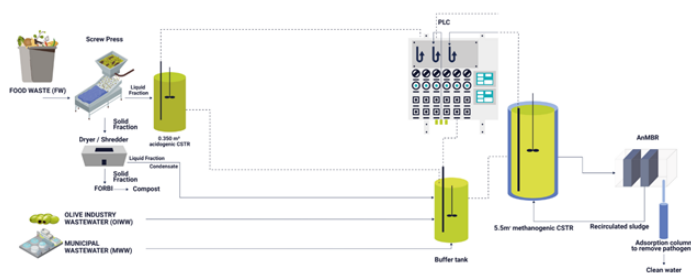 PLC
Screw Press
FOOD WASTE (FW)
Liquid
Fraction
Solid
Fraction
0.350 m³
acidogenic CSTR
Dryer / Shredder
Liquid Fraction
Condensate
Solid
Fraction
FORBI
Compost
AnMBR
OLIVE INDUSTRY
WASTEWATER (OIWW)
MUNICIPAL
WASTEWATER (MWW)
Buffer tank
5.5m³ methanogenic CSTR
Recirculated sludge
Adsorption column
to remove pathogens
Clean water